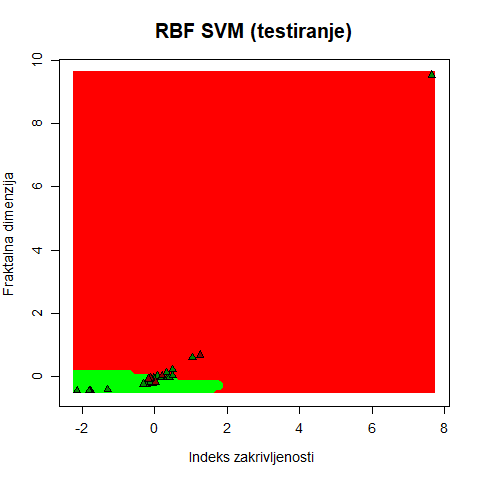 RBF SVM (testiranje)
Fraktalna dimenzija
10
8
6
4
2
0
-2 0 2 4 6 8
Indeks zakrivljenosti